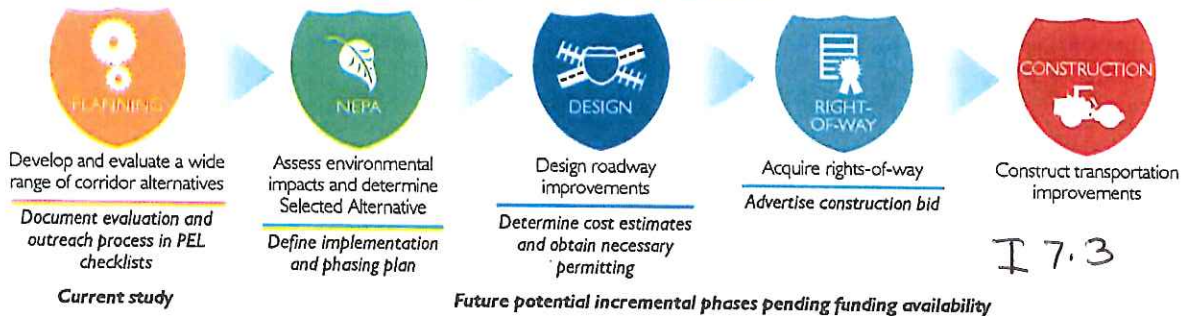 PLANNING
Develop and evaluate a wide
range of corridor alternatives
Document evaluation and
outreach process in PEL
checklists
Current study
NEPA
Assess environmental
impacts and determine
Selected Alternative
Define implementation
and phasing plan
DESIGN
Design roadway
improvements
Determine cost estimates
and obtain necessary
permitting
RIGHT-
OF-WAY
Acquire rights-of-way
Advertise construction bid
CONSTRUCTION
Construct transportation
improvements
I 7.3
Future potential incremental phases pending funding availability